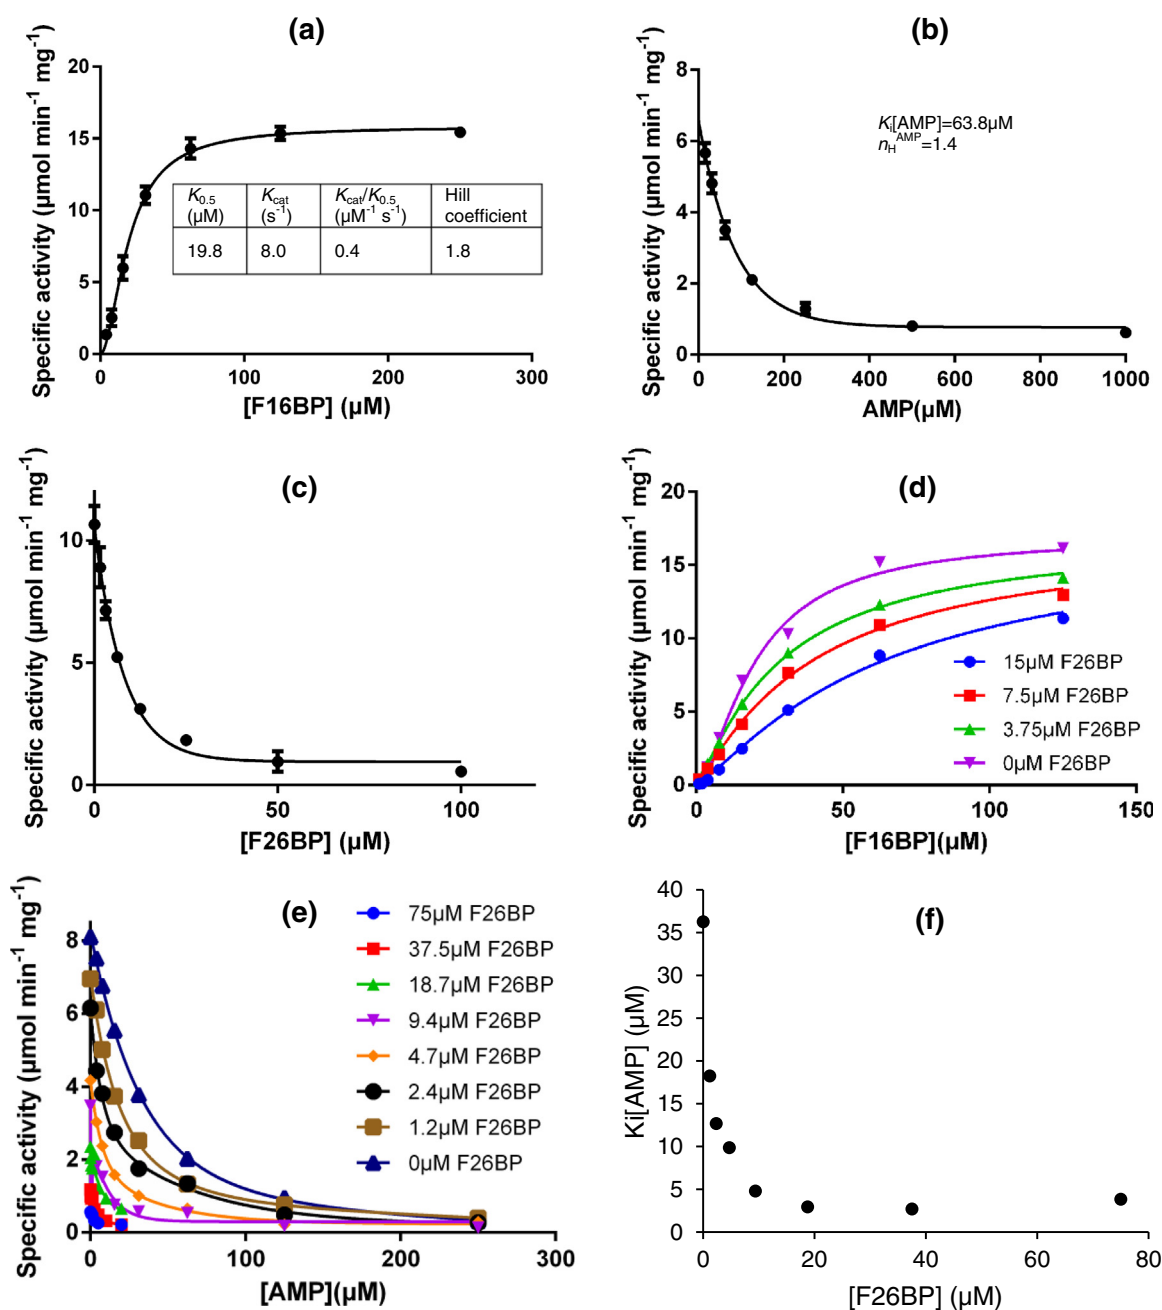 (a)
Specific activity (µmol min⁻¹ mg⁻¹)
20
15
10
5
0
0 100 200 300
[F16BP] (µM)
K0.5 (µM) Kcat (s⁻¹) Kcat/K0.5 (µM⁻¹ s⁻¹) Hill coefficient
19.8 8.0 0.4 1.8
(b)
Specific activity (µmol min⁻¹ mg⁻¹)
8
6
4
2
0
0 200 400 600 800 1000
AMP(µM)
Ki[AMP]=63.8µM
nH^AMP=1.4
(c)
Specific activity (µmol min⁻¹ mg⁻¹)
10
5
0
0 50 100
[F26BP] (µM)
(d)
Specific activity (µmol min⁻¹ mg⁻¹)
20
15
10
5
0
0 50 100 150
[F16BP](µM)
15µM F26BP
7.5µM F26BP
3.75µM F26BP
0µM F26BP
(e)
Specific activity (µmol min⁻¹ mg⁻¹)
8
6
4
2
0
0 100 200 300
[AMP](µM)
75µM F26BP
37.5µM F26BP
18.7µM F26BP
9.4µM F26BP
4.7µM F26BP
2.4µM F26BP
1.2µM F26BP
0µM F26BP
(f)
Ki[AMP] (µM)
40
35
30
25
20
15
10
5
0
0 20 40 60 80
[F26BP] (µM)